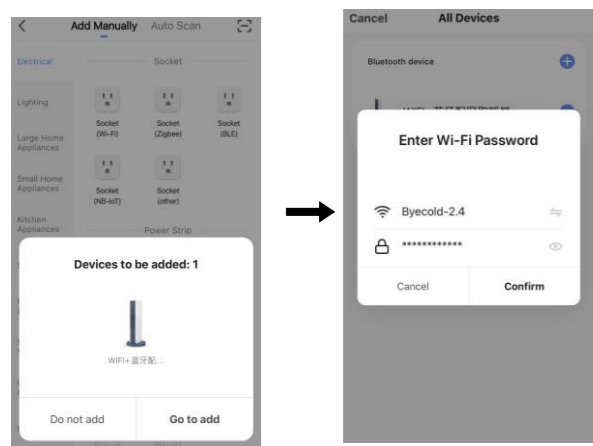 Add Manually Auto Scan
Electrical
Socket
Lighting
Socket
(Wi-Fi)
Socket
(Zigbee)
Socket
(BLE)
Large Home
Appliances
Small Home
Appliances
Socket
(NB-IoT)
Socket
(other)
Kitchen
Appliances
Power Strip
Devices to be added: 1
WIFI+蓝牙配...
Do not add
Go to add
Cancel
All Devices
Bluetooth device
Enter Wi-Fi Password
Byecold-2.4
************
Cancel
Confirm